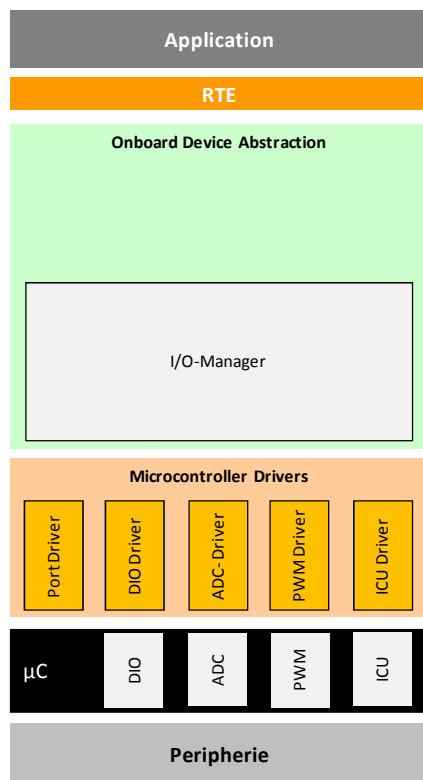 Application
RTE
Onboard Device Abstraction
I/O-Manager
Microcontroller Drivers
Port Driver
DIO Driver
ADC- Driver
PWM Driver
ICU Driver
μC
DIO
ADC
PWM
ICU
Peripherie